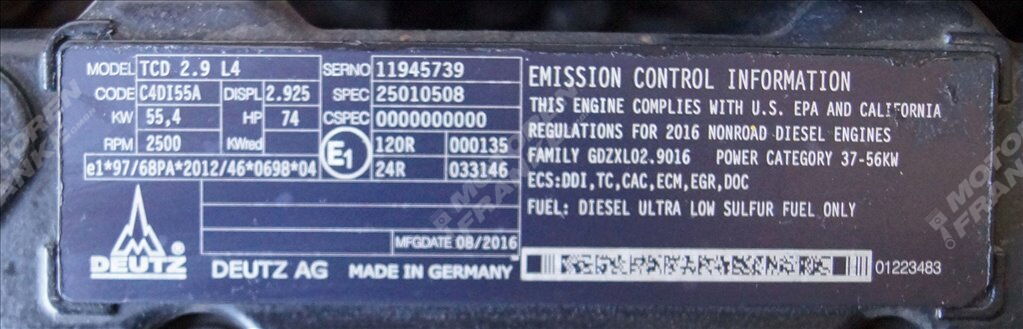 MODEL TCD 2.9 L4
CODE C4DI55A DISPL 2.925
KW 55,4 HP 74
RPM 2500 KWred
e1*97/68PA*2012/46*0698*04
SERNO 11945739
SPEC 25010508
CSPEC 0000000000
E1 120R 000135
24R 033146
MFGDATE 08/2016
DEUTZ
DEUTZ AG MADE IN GERMANY
EMISSION CONTROL INFORMATION
THIS ENGINE COMPLIES WITH U.S. EPA AND CALIFORNIA
REGULATIONS FOR 2016 NONROAD DIESEL ENGINES
FAMILY GDZXL02.9016 POWER CATEGORY 37-56KW
ECS:DDI,TC,CAC,ECM,EGR,DOC
FUEL: DIESEL ULTRA LOW SULFUR FUEL ONLY
01223483
MOTOREN
FRANKEN